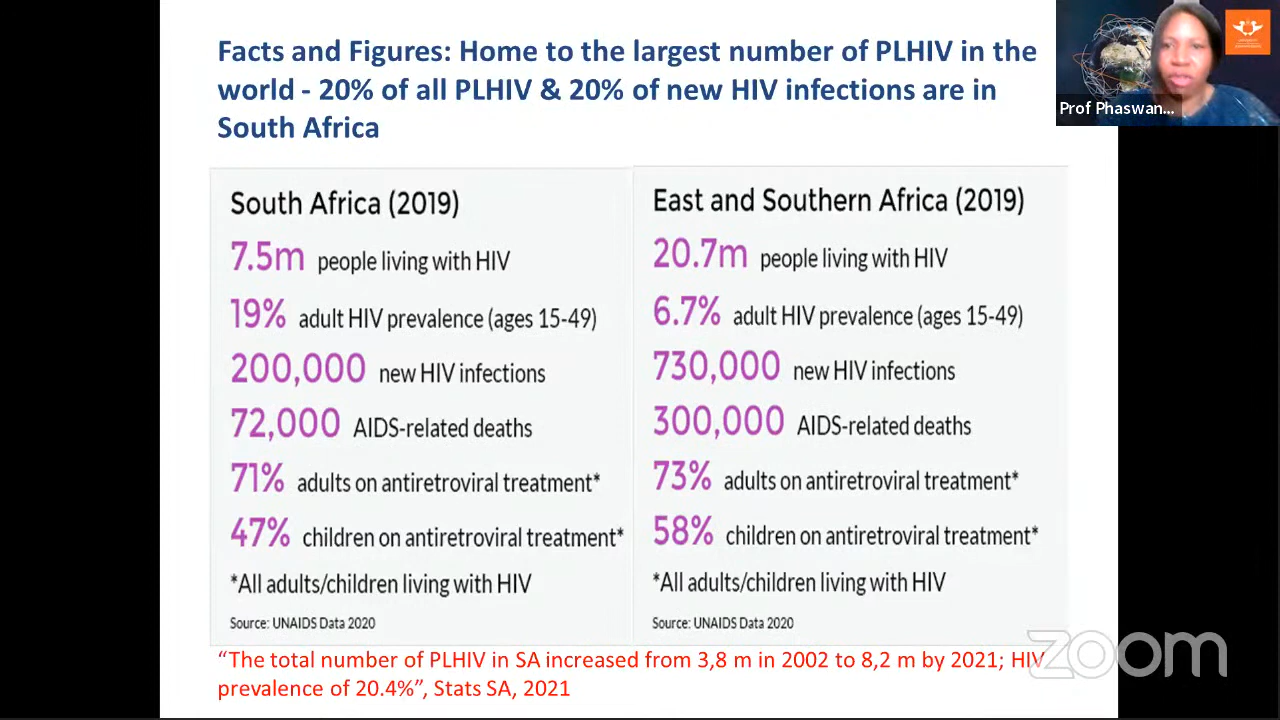 Facts and Figures: Home to the largest number of PLHIV in the
world - 20% of all PLHIV & 20% of new HIV infections are in
South Africa
Prof Phaswan...
South Africa (2019)
7.5m people living with HIV
19% adult HIV prevalence (ages 15-49)
200,000 new HIV infections
72,000 AIDS-related deaths
71% adults on antiretroviral treatment*
47% children on antiretroviral treatment*
*All adults/children living with HIV
Source: UNAIDS Data 2020
East and Southern Africa (2019)
20.7m people living with HIV
6.7% adult HIV prevalence (ages 15-49)
730,000 new HIV infections
300,000 AIDS-related deaths
73% adults on antiretroviral treatment*
58% children on antiretroviral treatment*
*All adults/children living with HIV
Source: UNAIDS Data 2020
“The total number of PLHIV in SA increased from 3,8 m in 2002 to 8,2 m by 2021; HIV
prevalence of 20.4%”, Stats SA, 2021
zoom